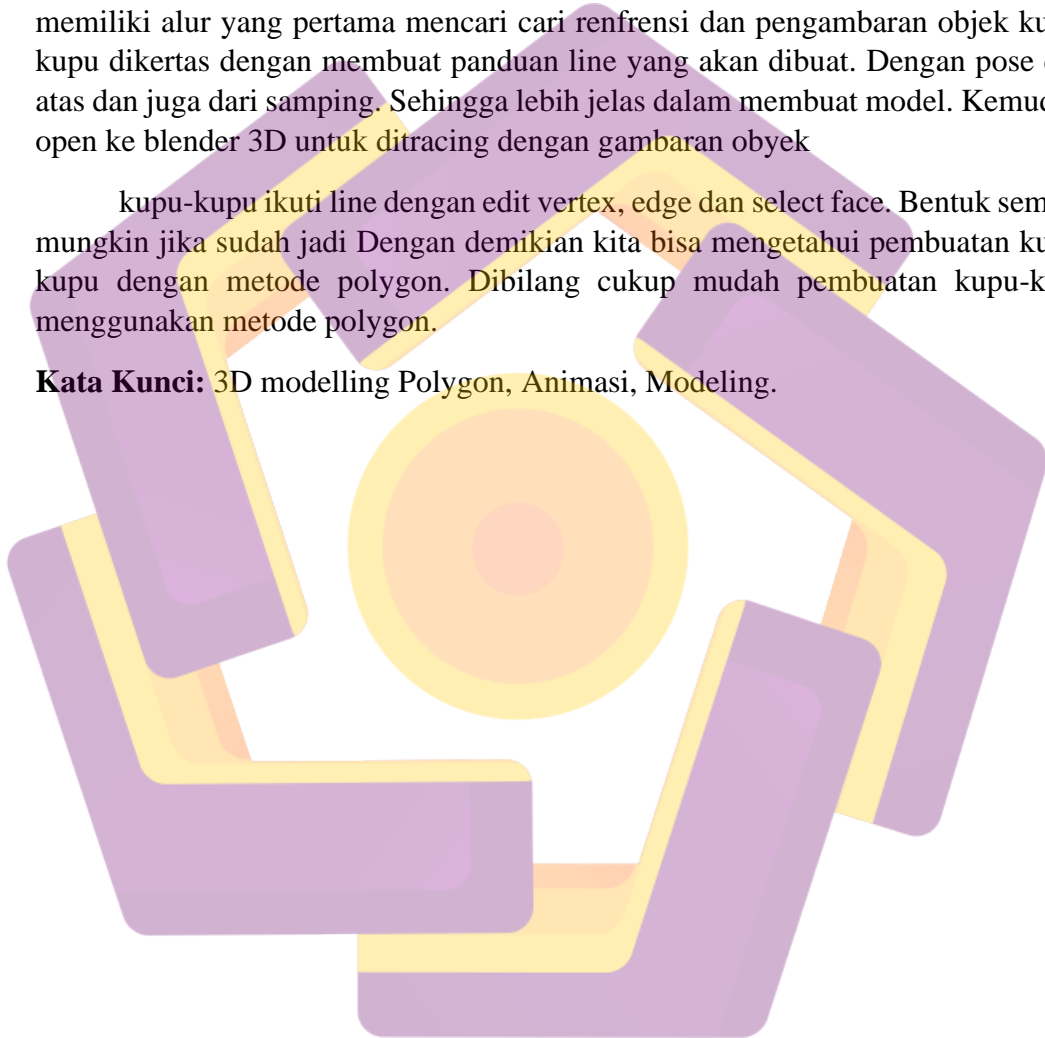 memiliki alur yang pertama mencari cari renfrensi dan pengambaran objek ku
kupu dikertas dengan membuat panduan line yang akan dibuat. Dengan pose
atas dan juga dari samping. Sehingga lebih jelas dalam membuat model. Kemud
open ke blender 3D untuk ditracing dengan gambaran obyek
kupu-kupu ikuti line dengan edit vertex, edge dan select face. Bentuk sem
mungkin jika sudah jadi Dengan demikian kita bisa mengetahui pembuatan ku
kupu dengan metode polygon. Dibilang cukup mudah pembuatan kupu-k
menggunakan metode polygon.
Kata Kunci: 3D modelling Polygon, Animasi, Modeling.